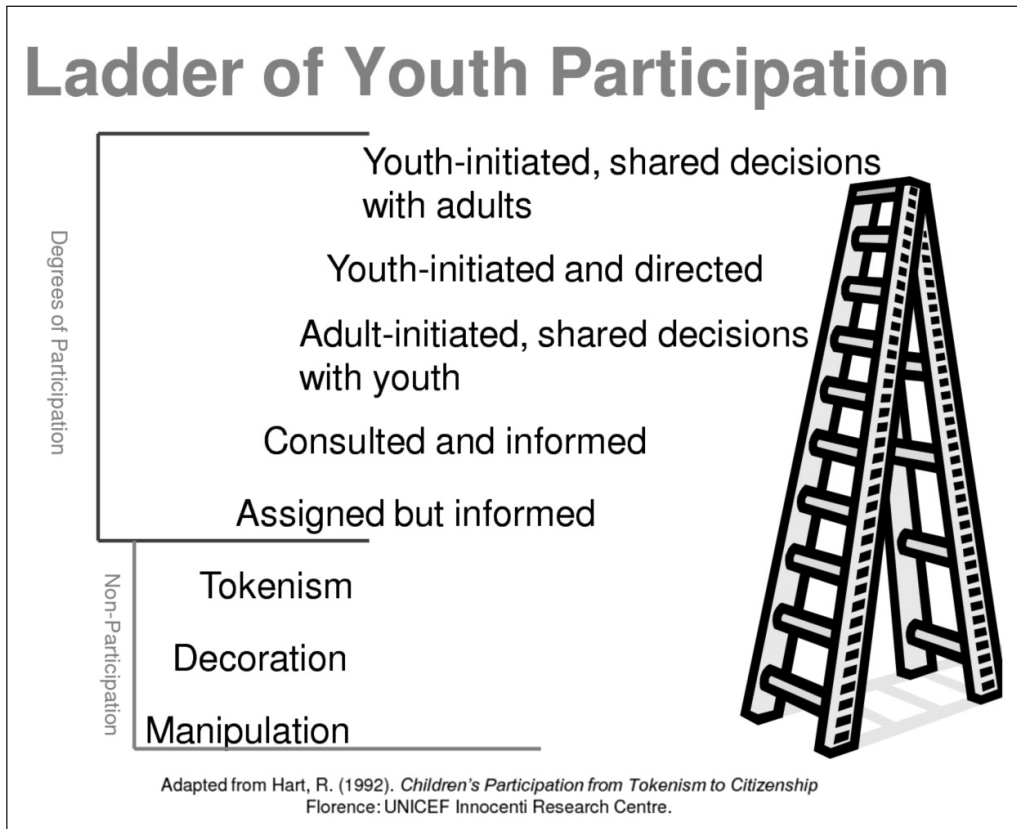 Ladder of Youth Participation
Degrees of Participation
Youth-initiated, shared decisions
with adults
Youth-initiated and directed
Adult-initiated, shared decisions
with youth
Consulted and informed
Assigned but informed
Non-Participation
Tokenism
Decoration
Manipulation
Adapted from Hart, R. (1992). Children's Participation from Tokenism to Citizenship
Florence: UNICEF Innocenti Research Centre.